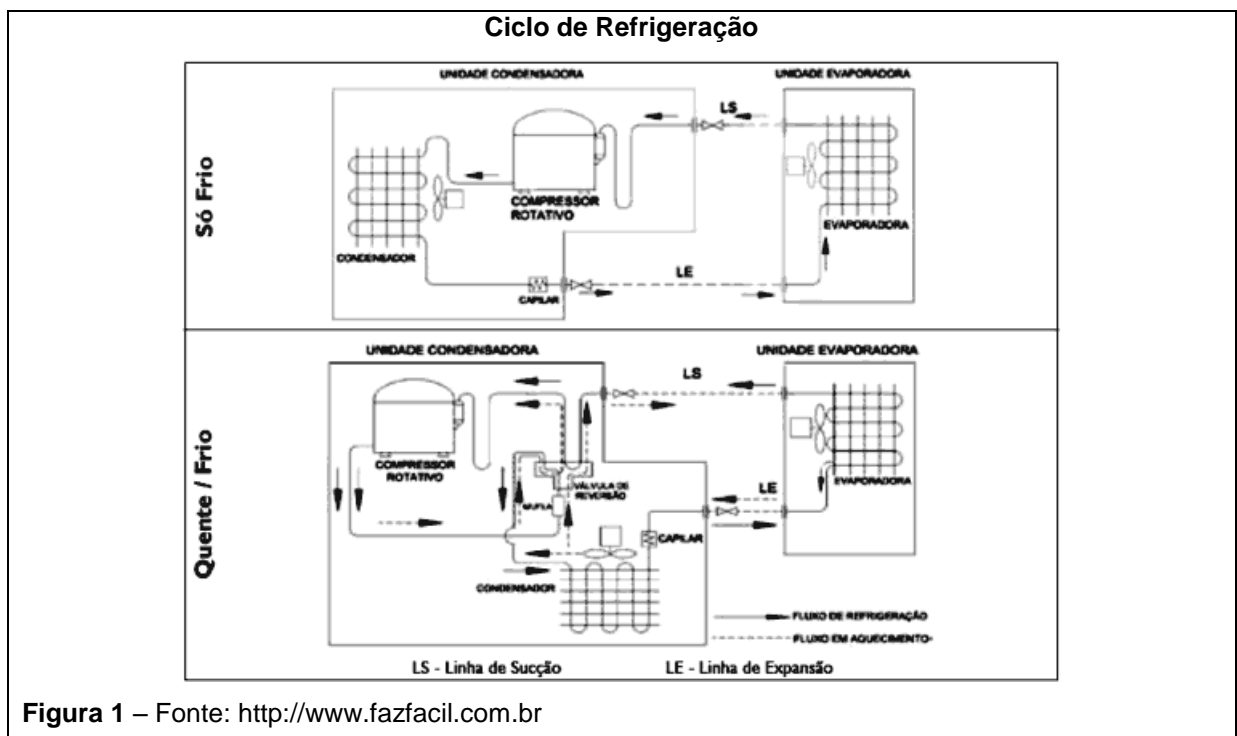 Ciclo de Refrigeração
Só Frio
UNIDADE CONDENSADORA
UNIDADE EVAPORADORA
LS
COMPRESSOR
ROTATIVO
CONDENSADOR
EVAPORADORA
LE
CAPILAR
Quente / Frio
UNIDADE CONDENSADORA
UNIDADE EVAPORADORA
LS
COMPRESSOR
ROTATIVO
VÁLVULA DE
REVERSÃO
MUFLA
EVAPORADORA
LE
CAPILAR
CONDENSADOR
FLUXO DE REFRIGERAÇÃO
FLUXO EM AQUECIMENTO
LS - Linha de Sucção
LE - Linha de Expansão
Figura 1 – Fonte: http://www.fazfacil.com.br